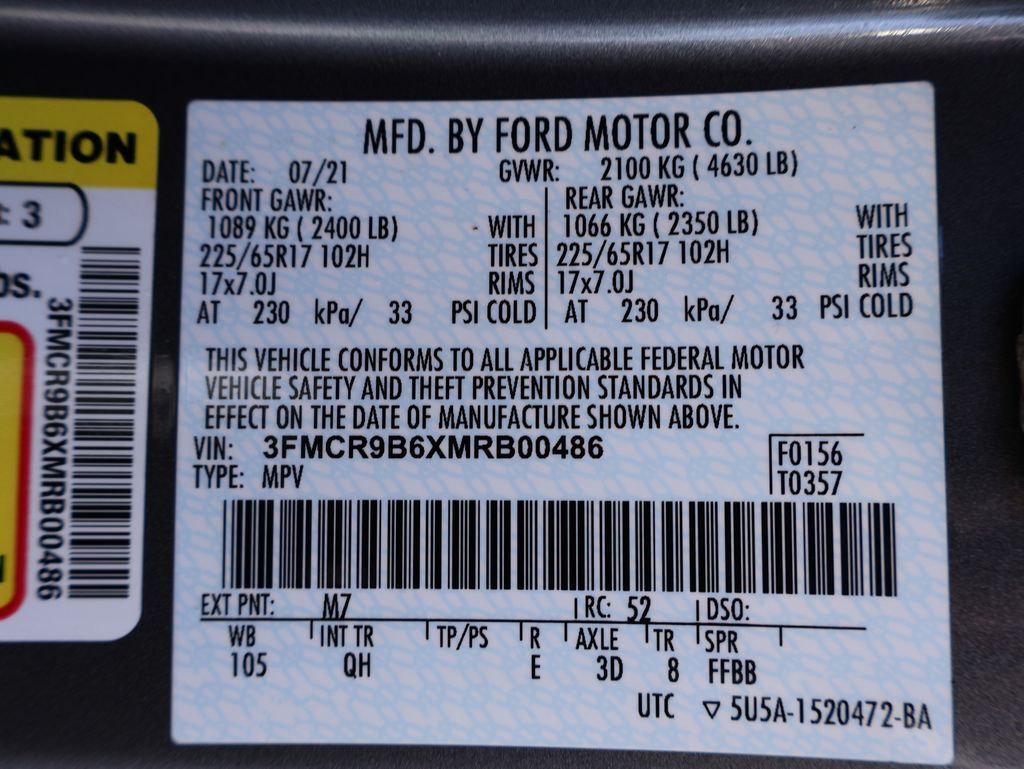 ATION
: 3
os.
3FMCR9B6XMRB00486
MFD. BY FORD MOTOR CO.
DATE: 07/21 GVWR: 2100 KG ( 4630 LB)
FRONT GAWR: REAR GAWR:
1089 KG ( 2400 LB) WITH 1066 KG ( 2350 LB) WITH
225/65R17 102H TIRES 225/65R17 102H TIRES
17x7.0J RIMS 17x7.0J RIMS
AT 230 kPa/ 33 PSI COLD AT 230 kPa/ 33 PSI COLD
THIS VEHICLE CONFORMS TO ALL APPLICABLE FEDERAL MOTOR
VEHICLE SAFETY AND THEFT PREVENTION STANDARDS IN
EFFECT ON THE DATE OF MANUFACTURE SHOWN ABOVE.
VIN: 3FMCR9B6XMRB00486 F0156
TYPE: MPV T0357
EXT PNT: M7 RC: 52 DSO:
WB INT TR TP/PS R AXLE TR SPR
105 QH E 3D 8 FFBB
UTC ▽ 5U5A-1520472-BA